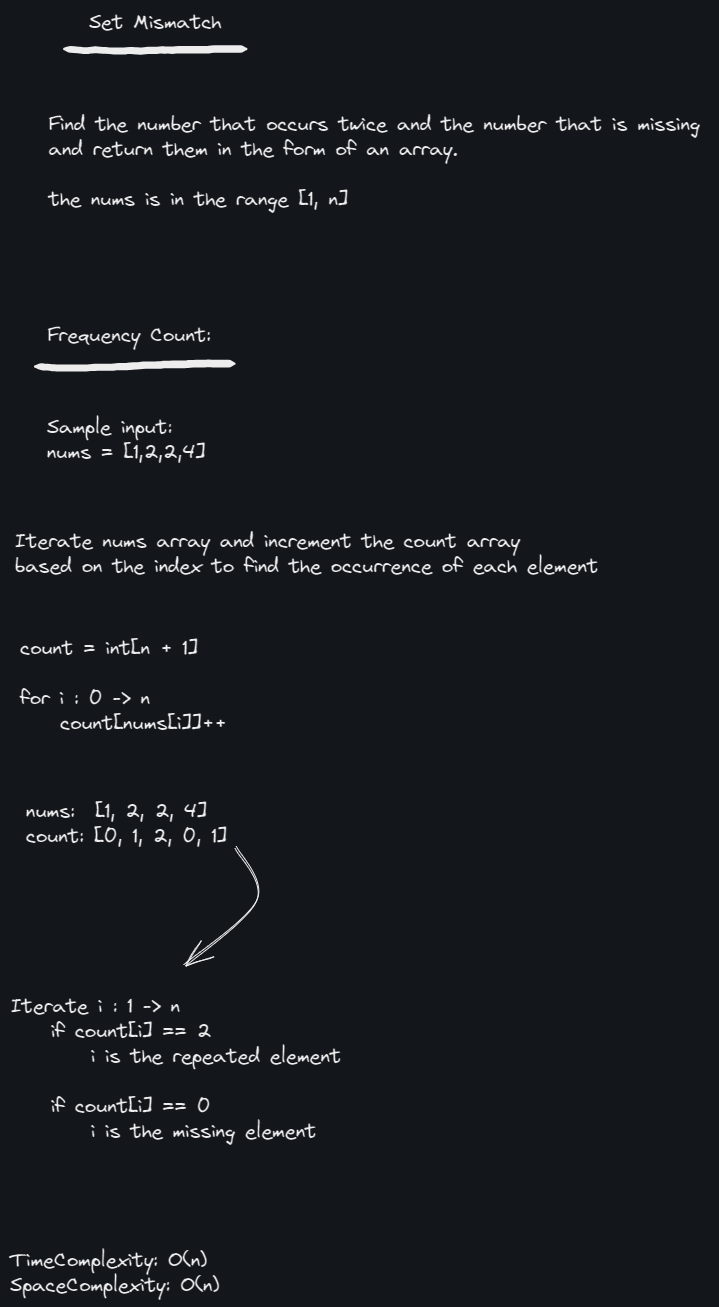 Set Mismatch
Find the number that occurs twice and the number that is missing
and return them in the form of an array.
the nums is in the range [1, n]
Frequency Count:
Sample input:
nums = [1,2,2,4]
Iterate nums array and increment the count array
based on the index to find the occurrence of each element
count = int[n + 1]
for i : 0 -> n
count[nums[i]]++
nums: [1, 2, 2, 4]
count: [0, 1, 2, 0, 1]
Iterate i : 1 -> n
if count[i] == 2
i is the repeated element
if count[i] == 0
i is the missing element
TimeComplexity: O(n)
SpaceComplexity: O(n)